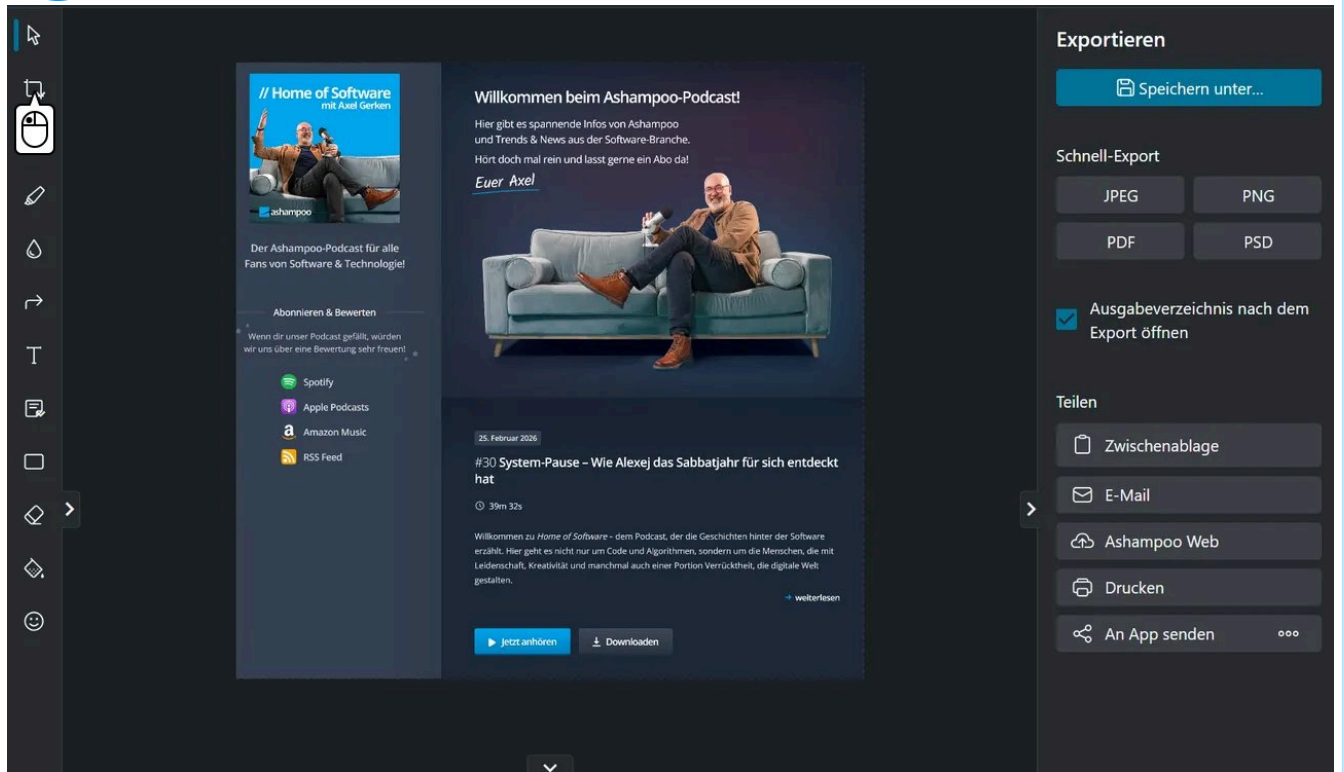 // Home of Software
mit Axel Gerken
ashampoo
Der Ashampoo-Podcast für alle
Fans von Software & Technologie!
Abonnieren & Bewerten
Wenn dir unser Podcast gefällt, würden
wir uns über eine Bewertung sehr freuen!
Spotify
Apple Podcasts
a Amazon Music
RSS Feed
Willkommen beim Ashampoo-Podcast!
Hier gibt es spannende Infos von Ashampoo
und Trends & News aus der Software-Branche.
Hört doch mal rein und lasst gerne ein Abo da!
Euer Axel
25. Februar 2026
#30 System-Pause – Wie Alexej das Sabbatjahr für sich entdeckt
hat
39m 32s
Willkommen zu Home of Software – dem Podcast, der die Geschichten hinter der Software
erzählt. Hier geht es nicht nur um Code und Algorithmen, sondern um die Menschen, die mit
Leidenschaft, Kreativität und manchmal auch einer Portion Verrücktheit, die digitale Welt
gestalten.
weiterlesen
Jetzt anhören
Downloaden
T
Exportieren
Speichern unter...
Schnell-Export
JPEG
PNG
PDF
PSD
Ausgabeverzeichnis nach dem
Export öffnen
Teilen
Zwischenablage
E-Mail
Ashampoo Web
Drucken
An App senden